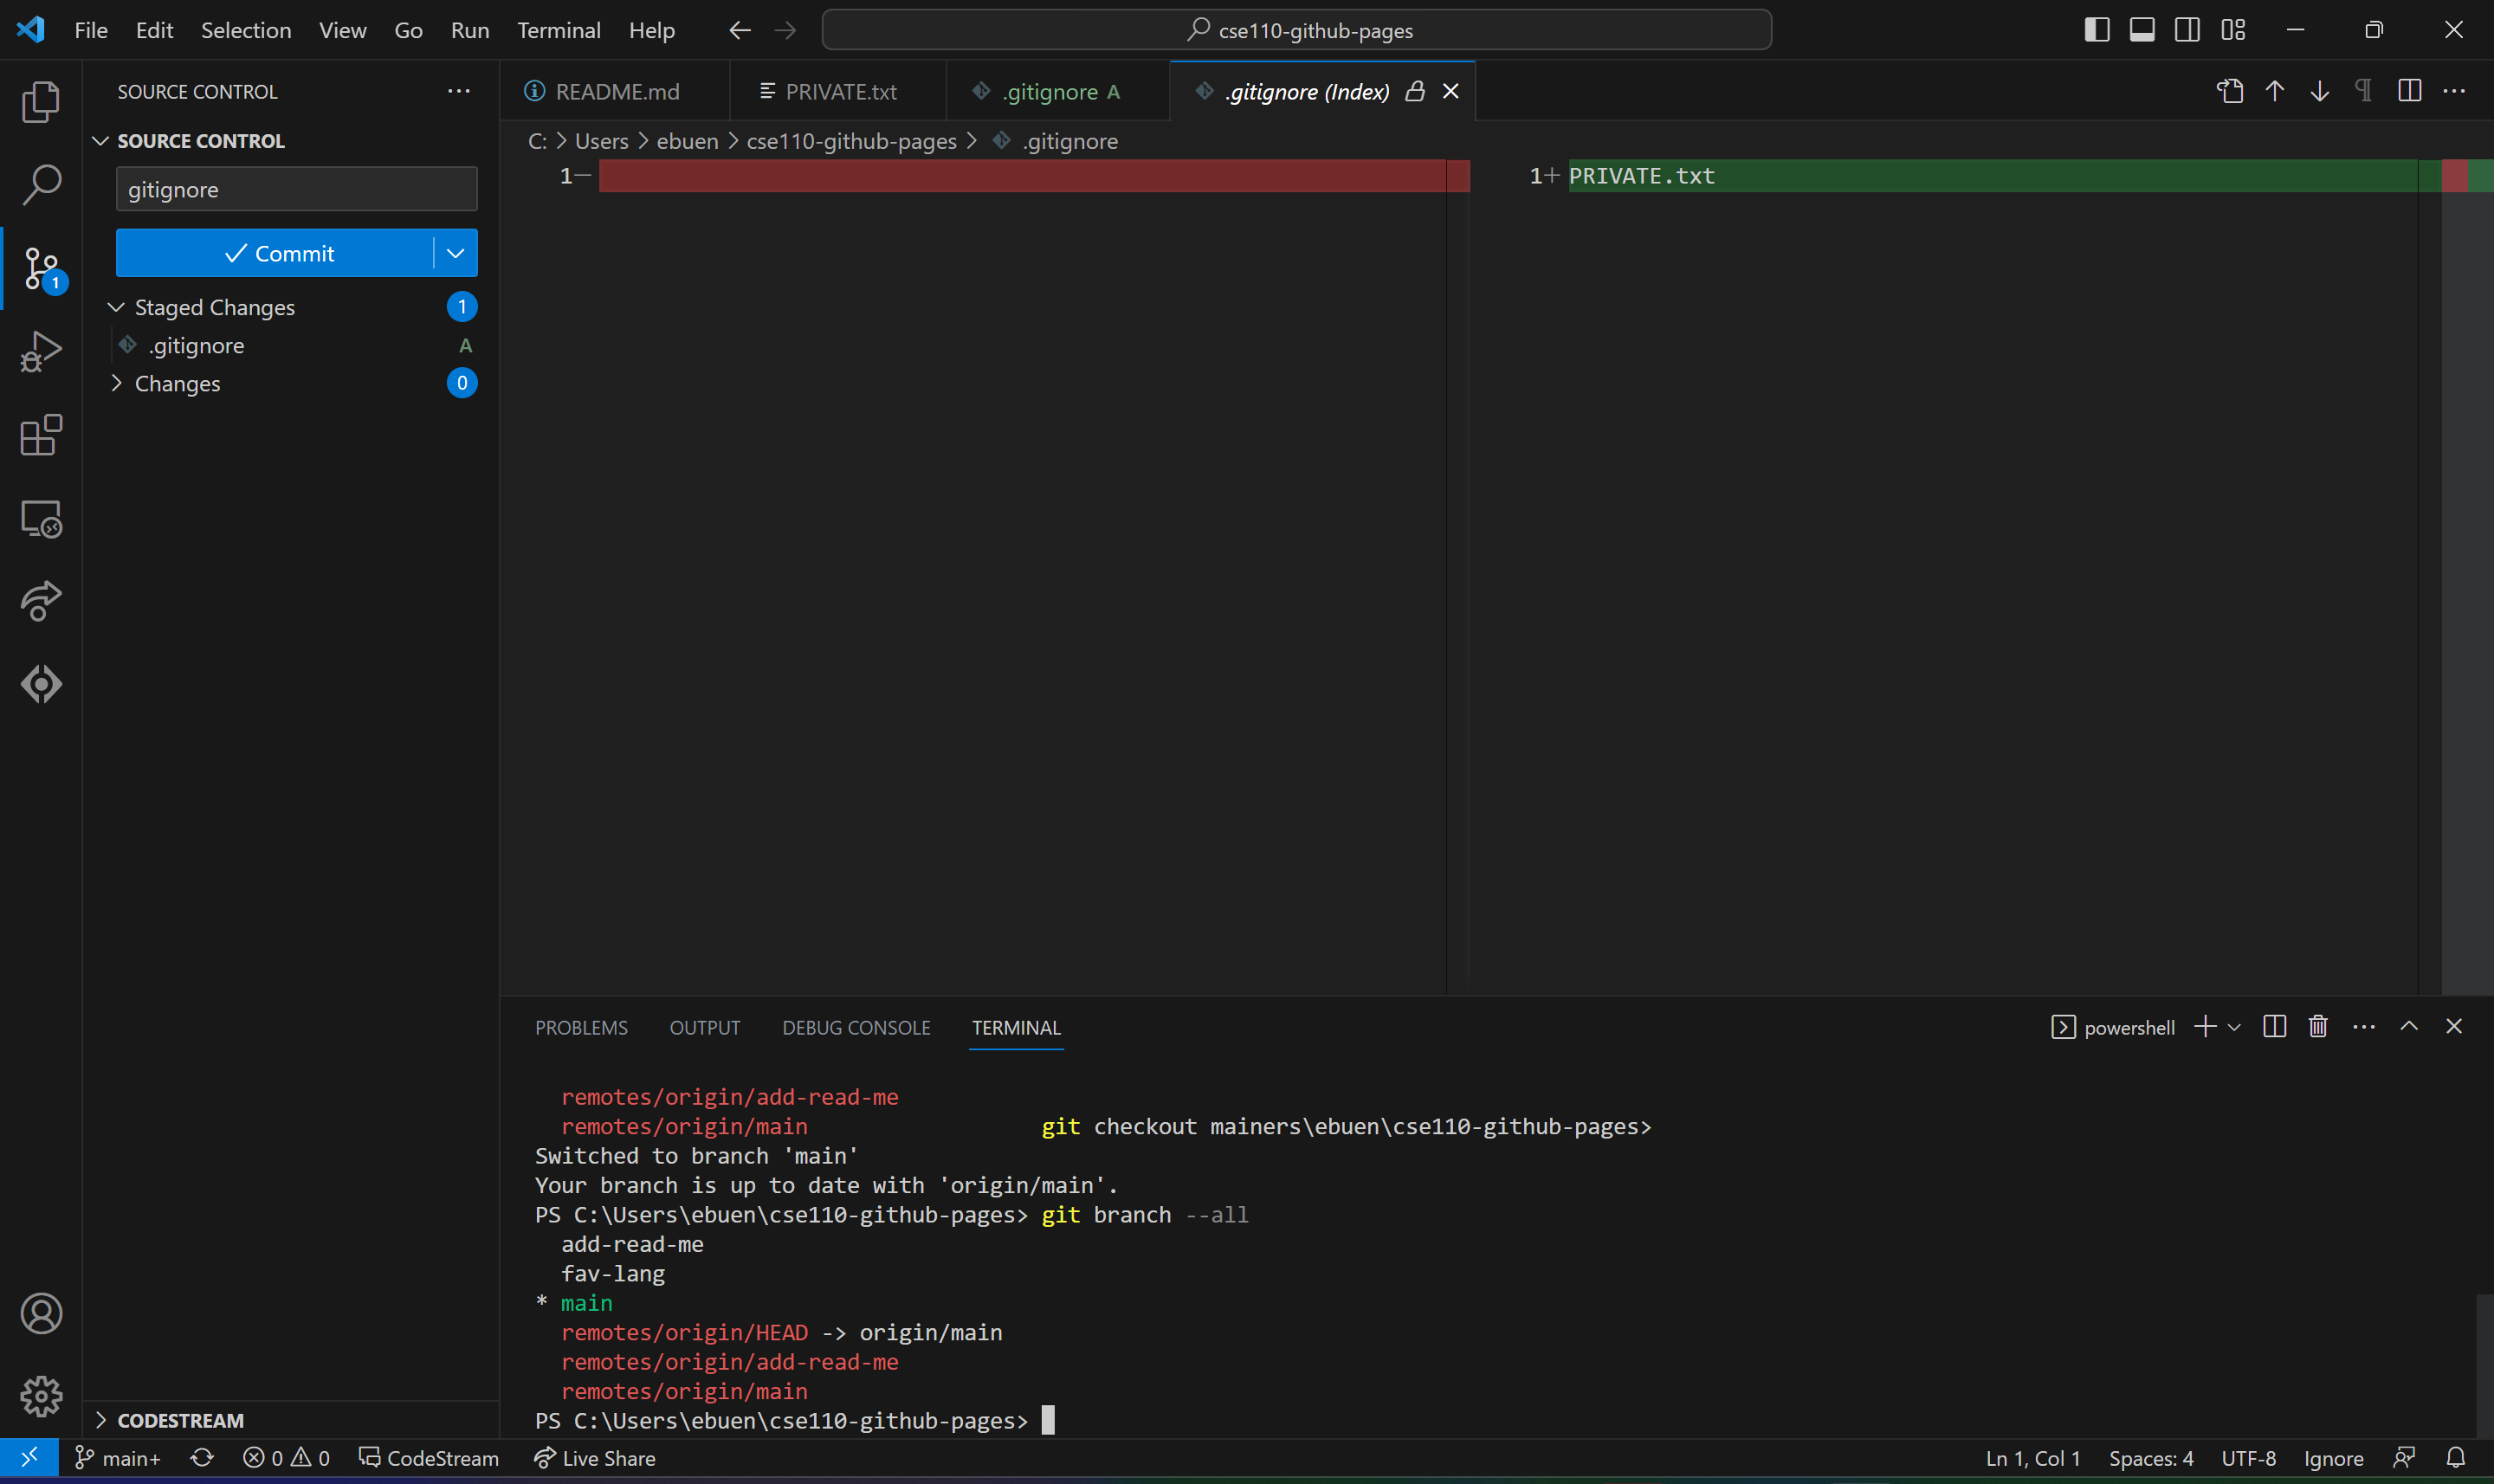 File Edit Selection View Go Run Terminal Help
cse110-github-pages
SOURCE CONTROL
README.md
PRIVATE.txt
.gitignore A
.gitignore (Index)
SOURCE CONTROL
C: > Users > ebuen > cse110-github-pages > .gitignore
gitignore
1—
1+ PRIVATE.txt
Commit
1
Staged Changes 1
.gitignore A
Changes 0
PROBLEMS OUTPUT DEBUG CONSOLE TERMINAL
powershell
remotes/origin/add-read-me
remotes/origin/main git checkout mainers\ebuen\cse110-github-pages>
Switched to branch 'main'
Your branch is up to date with 'origin/main'.
PS C:\Users\ebuen\cse110-github-pages> git branch --all
add-read-me
fav-lang
* main
remotes/origin/HEAD -> origin/main
remotes/origin/add-read-me
remotes/origin/main
PS C:\Users\ebuen\cse110-github-pages>
CODESTREAM
main+ 0 0 CodeStream Live Share Ln 1, Col 1 Spaces: 4 UTF-8 Ignore